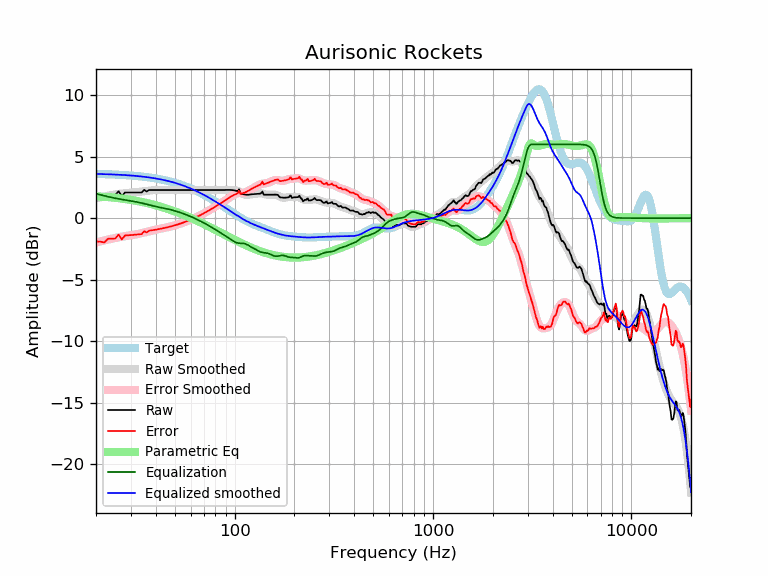 Aurisonic Rockets
Amplitude (dBr)
10
5
0
−5
−10
−15
−20
Target
Raw Smoothed
Error Smoothed
Raw
Error
Parametric Eq
Equalization
Equalized smoothed
100
1000
10000
Frequency (Hz)